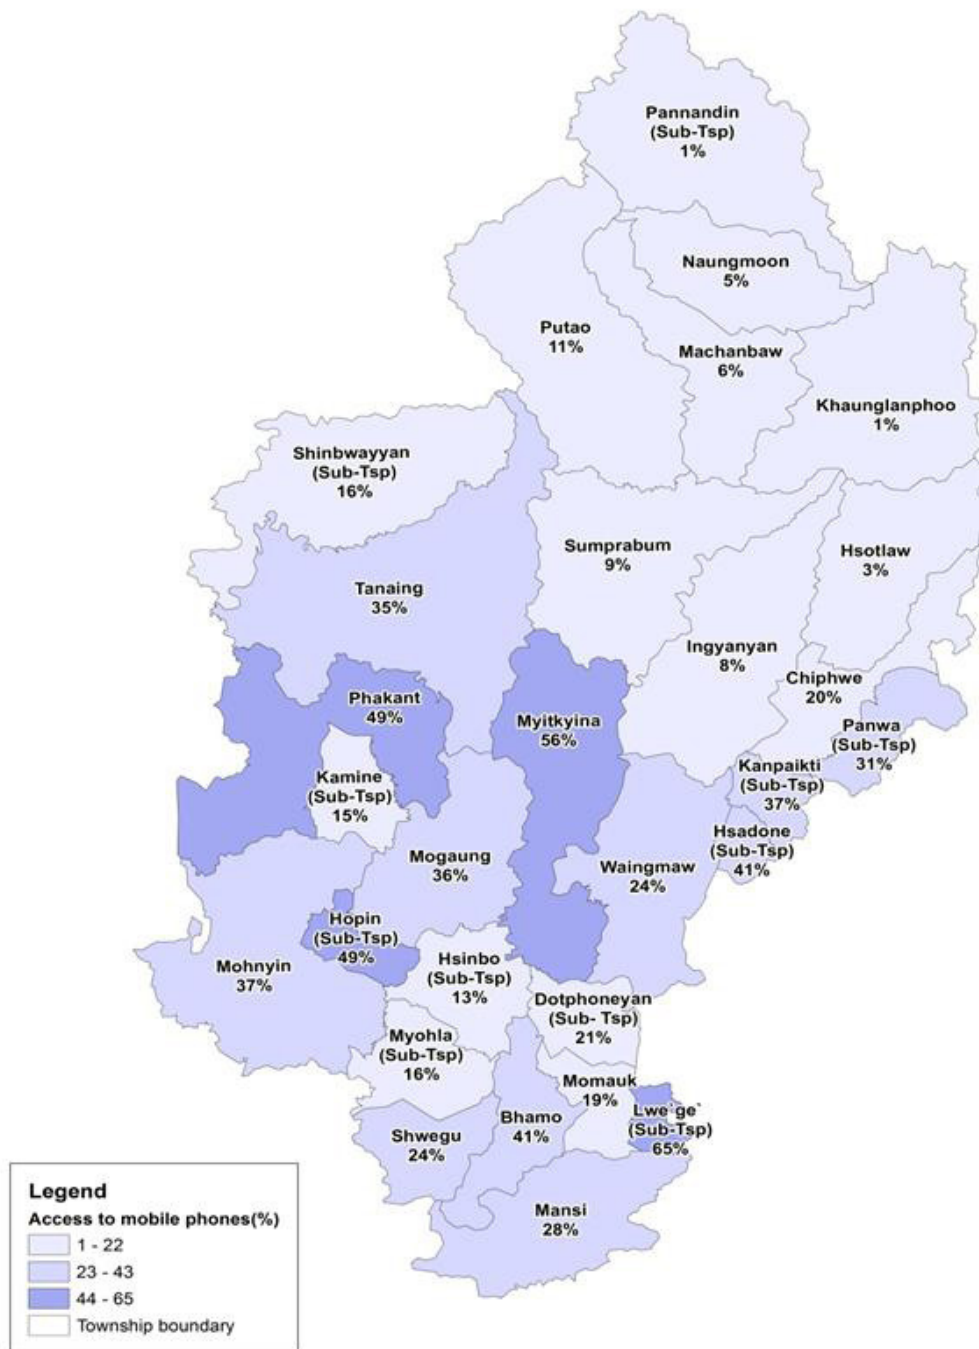 Pannandin
(Sub-Tsp)
1%
Naungmoon
5%
Putao
11%
Machanbaw
6%
Khaunglanphoo
1%
Shinbwayyan
(Sub-Tsp)
16%
Sumprabum
9%
Hsotlaw
3%
Tanaing
35%
Ingyanyan
8%
Chiphwe
20%
Phakant
49%
Myitkyina
56%
Panwa
(Sub-Tsp)
31%
Kanpaikti
(Sub-Tsp)
37%
Kamine
(Sub-Tsp)
15%
Hsadone
(Sub-Tsp)
41%
Mogaung
36%
Waingmaw
24%
Hopin
(Sub-Tsp)
49%
Mohnyin
37%
Hsinbo
(Sub-Tsp)
13%
Dotphoneyan
(Sub- Tsp)
21%
Myohla
(Sub-Tsp)
16%
Momauk
19%
Lwe`ge`
(Sub-Tsp)
65%
Bhamo
41%
Shwegu
24%
Mansi
28%
Legend
Access to mobile phones(%)
1 - 22
23 - 43
44 - 65
Township boundary